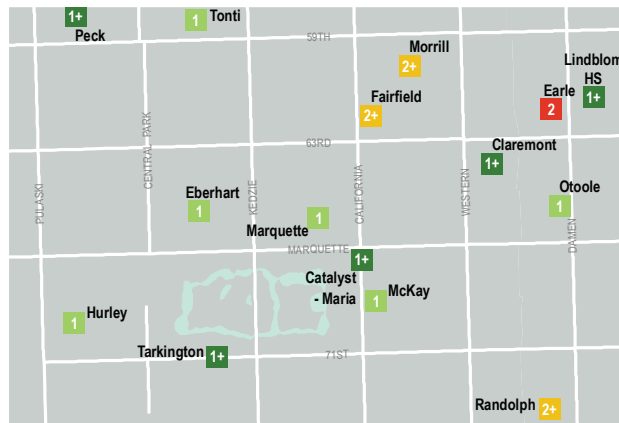 1+
Peck
1
Tonti
59TH
Morrill
2+
Lindblom
HS
1+
Earle
2
Fairfield
2+
CENTRAL PARK
63RD
Claremont
1+
PULASKI
KEDZIE
CALIFORNIA
WESTERN
DAMEN
Eberhart
1
Marquette
1
Otoole
1
MARQUETTE
1+
Catalyst
- Maria
McKay
1
Hurley
1
Tarkington
1+
71ST
Randolph
2+